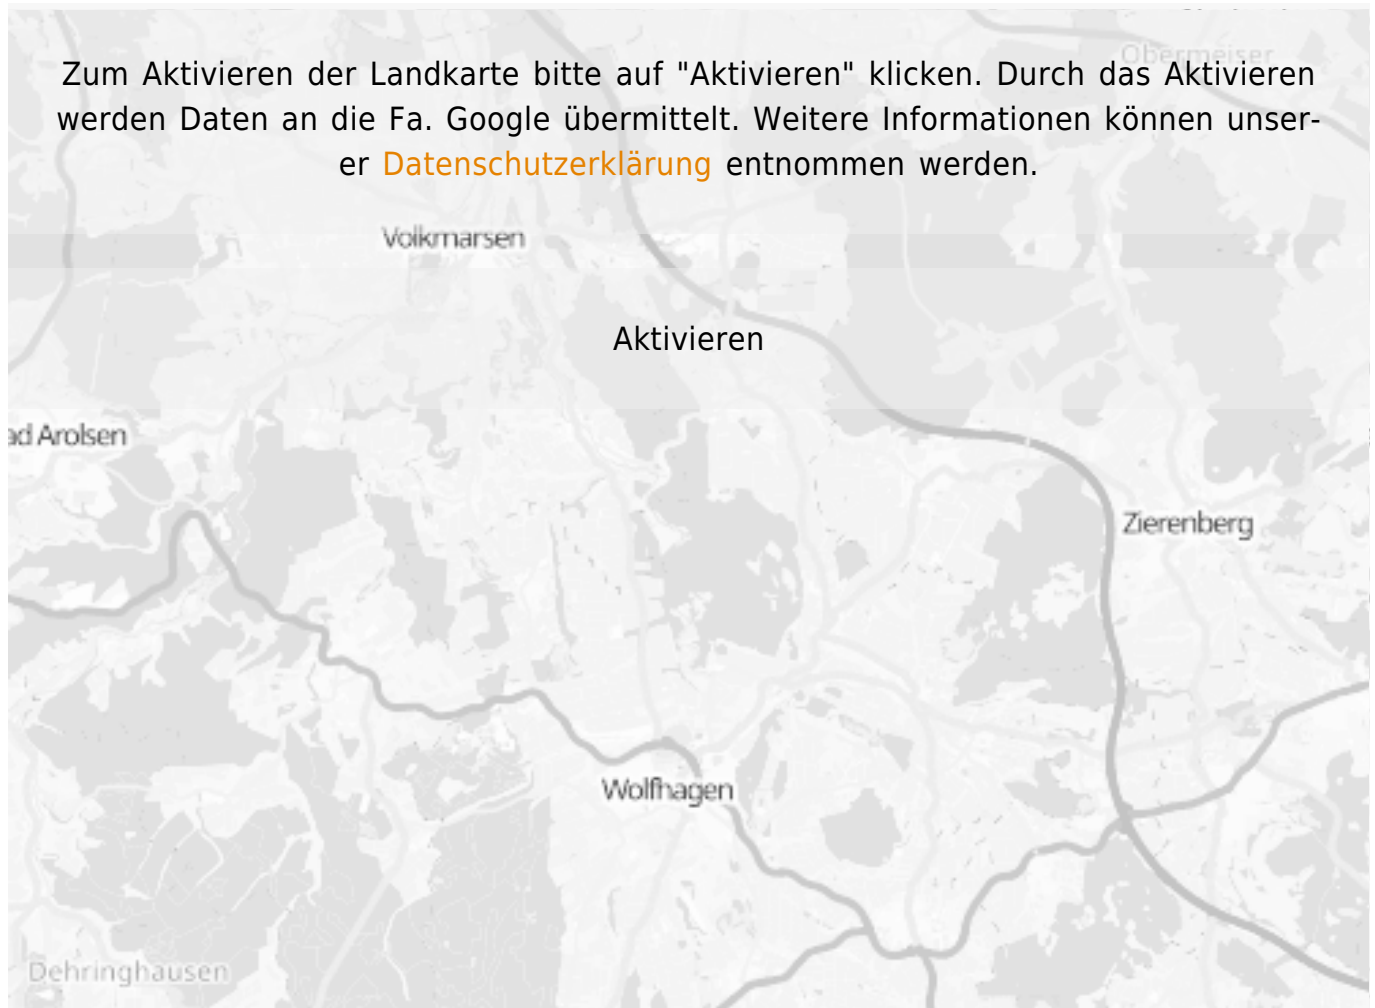 Obermeiser
Zum Aktivieren der Landkarte bitte auf "Aktivieren" klicken. Durch das Aktivieren
werden Daten an die Fa. Google übermittelt. Weitere Informationen können unser-
er Datenschutzerklärung entnommen werden.
Volkmarsen
Aktivieren
ad Arolsen
Zierenberg
Wolfhagen
Dehringhausen